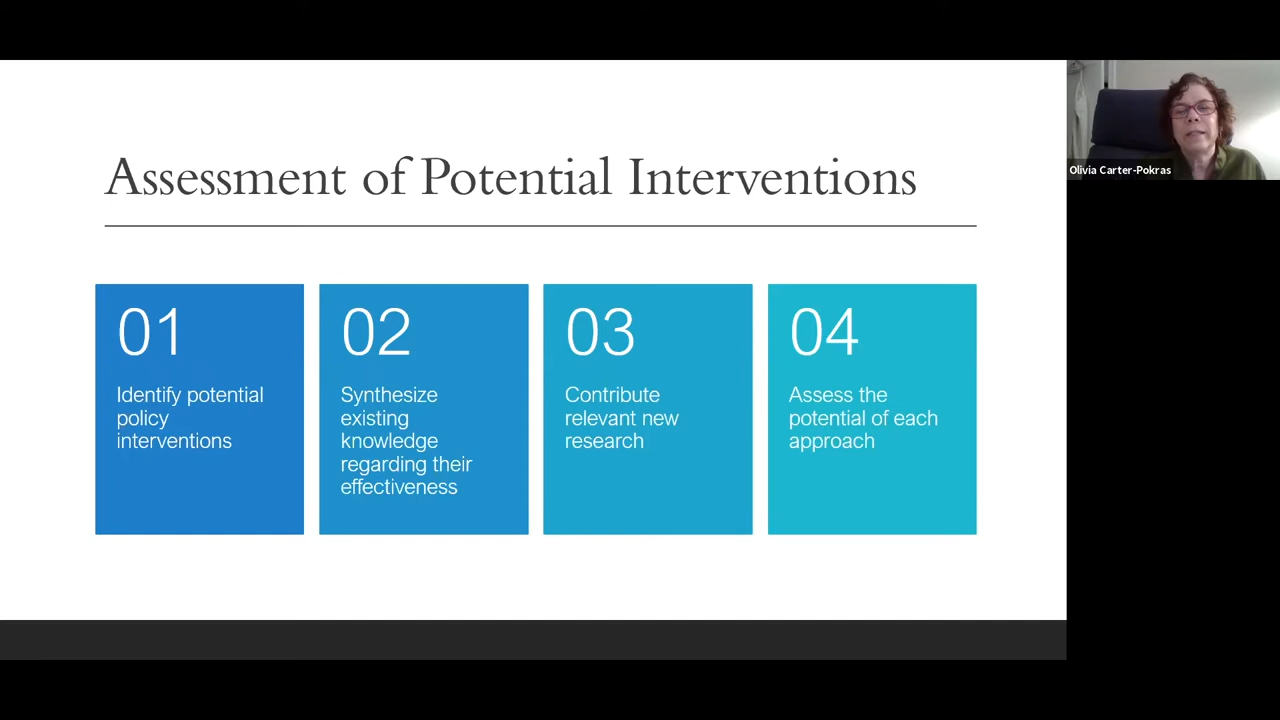 Assessment of Potential Interventions
01
Identify potential
policy
interventions
02
Synthesize
existing
knowledge
regarding their
effectiveness
03
Contribute
relevant new
research
04
Assess the
potential of each
approach
Olivia Carter-Pokras